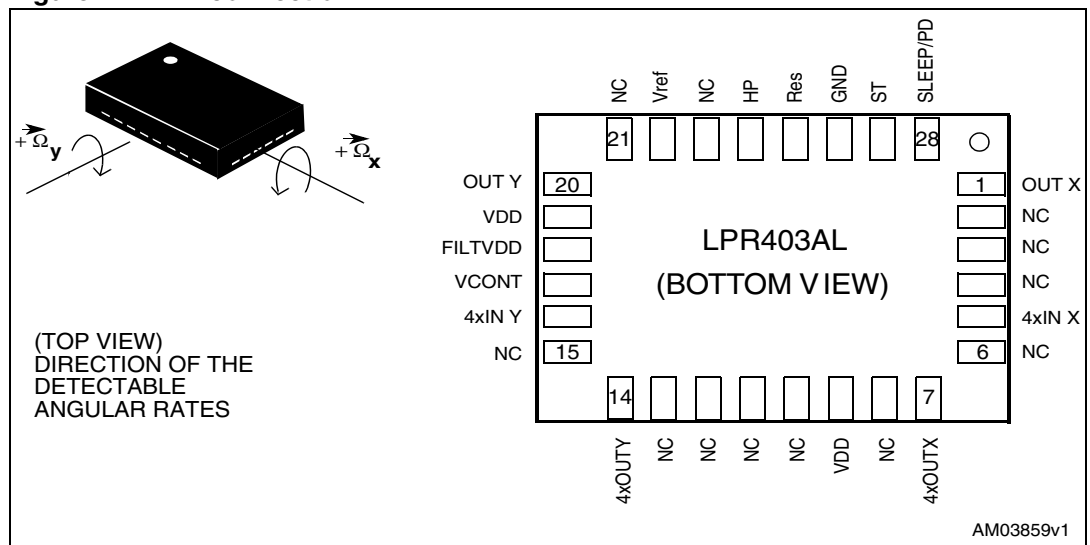 + Ω y
+ Ω x
(TOP VIEW)
DIRECTION OF THE
DETECTABLE
ANGULAR RATES
NC
Vref
NC
HP
Res
GND
ST
SLEEP/PD
21
28
OUT Y
20
1
OUT X
VDD
NC
FILTVDD
NC
VCONT
NC
4xIN Y
4xIN X
NC
15
6
NC
LPR403AL
(BOTTOM VIEW)
14
7
4xOUTY
NC
NC
NC
NC
VDD
NC
4xOUTX
AM03859v1